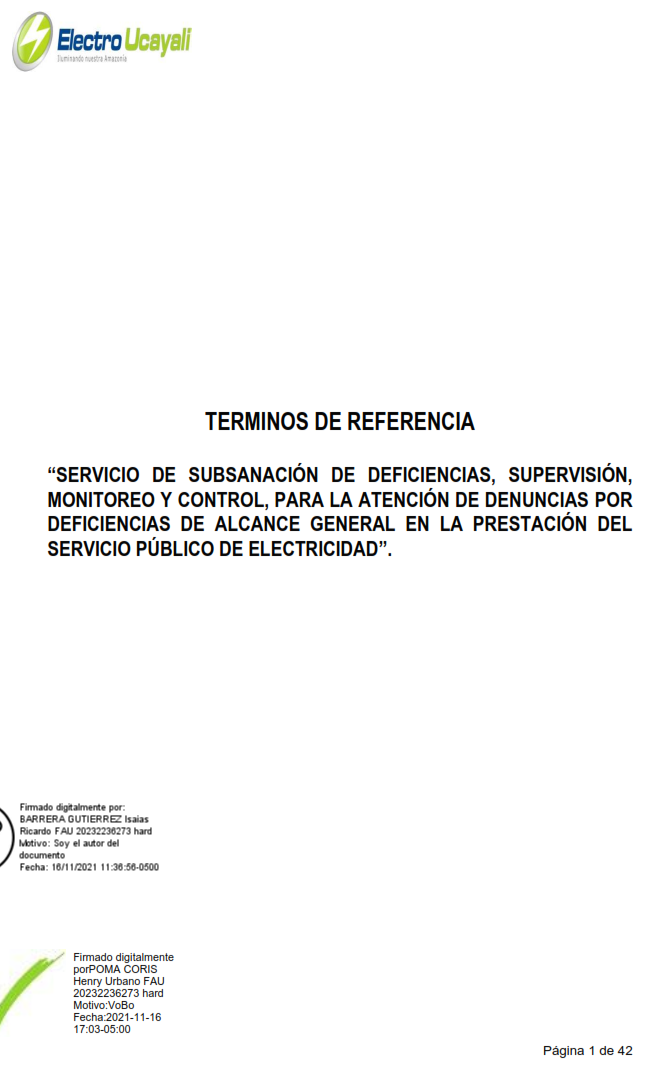 Electro Ucayali
Iluminando nuestra Amazonía
TERMINOS DE REFERENCIA
“SERVICIO DE SUBSANACIÓN DE DEFICIENCIAS, SUPERVISIÓN,
MONITOREO Y CONTROL, PARA LA ATENCIÓN DE DENUNCIAS POR
DEFICIENCIAS DE ALCANCE GENERAL EN LA PRESTACIÓN DEL
SERVICIO PÚBLICO DE ELECTRICIDAD”.
Firmado digitalmente por:
BARRERA GUTIERREZ Isaias
Ricardo FAU 20232236273 hard
Motivo: Soy el autor del
documento
Fecha: 16/11/2021 11:36:56-0500
Firmado digitalmente
porPOMA CORIS
Henry Urbano FAU
20232236273 hard
Motivo:VoBo
Fecha:2021-11-16
17:03-05:00
Página 1 de 42